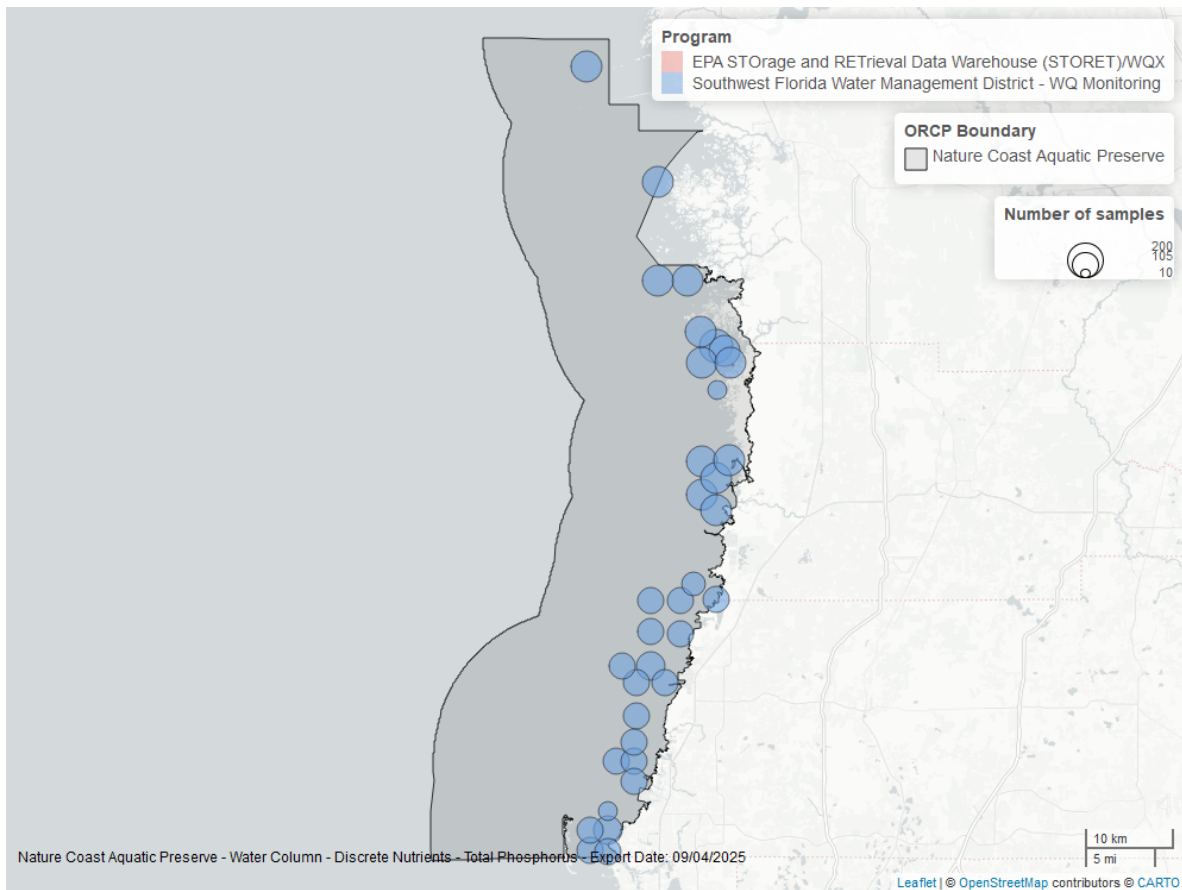 Program
EPA STOrage and RETrieval Data Warehouse (STORET)/WQX
Southwest Florida Water Management District - WQ Monitoring
ORCP Boundary
Nature Coast Aquatic Preserve
Number of samples
200
105
10
10 km
5 mi
Nature Coast Aquatic Preserve - Water Column - Discrete Nutrients - Total Phosphorus - Export Date: 09/04/2025
Leaflet | © OpenStreetMap contributors © CARTO